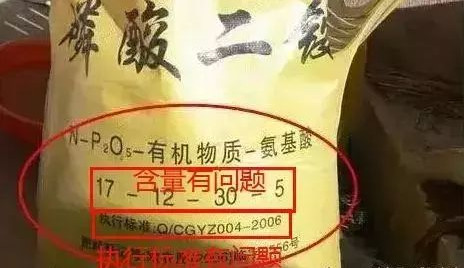 磷酸二铵
N-P₂O₅-有机物质-氨基酸
含量有问题
17-12-30-5
执行标准:Q/CGYZ004-2006
执行标准有问题